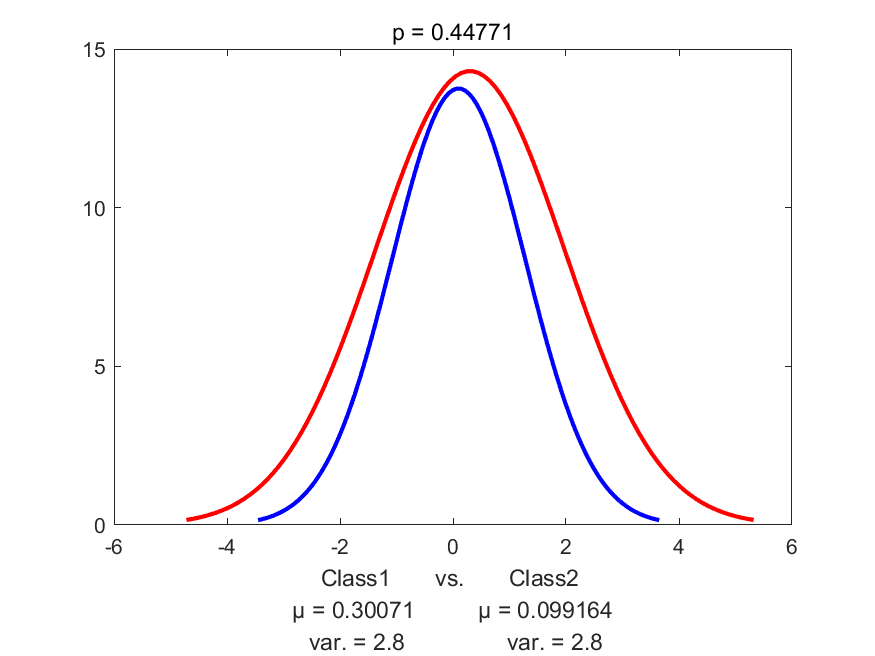 p = 0.44771
15
10
5
0
-6 -4 -2 0 2 4 6
Class1 vs. Class2
μ = 0.30071 μ = 0.099164
var. = 2.8 var. = 2.8